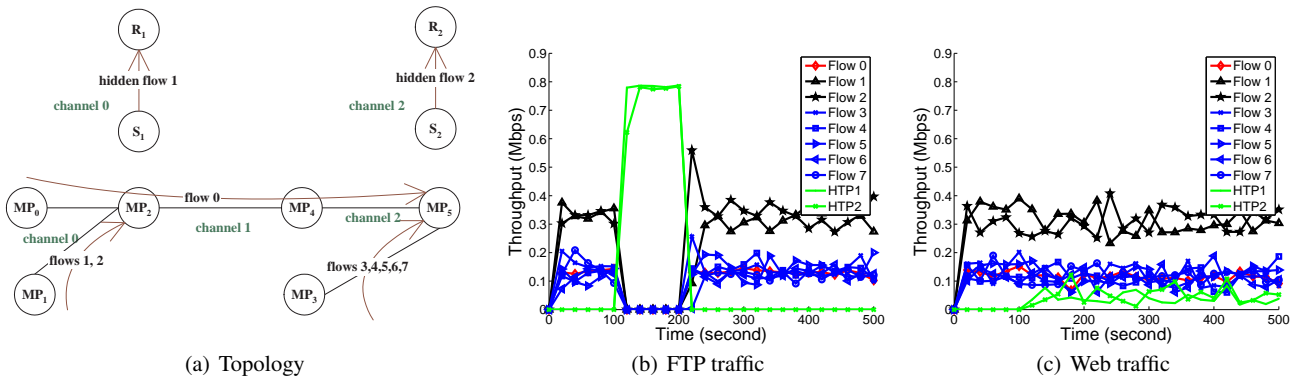 R1
R2
hidden flow 1
hidden flow 2
channel 0
channel 2
S1
S2
flow 0
MP0
MP2
MP4
MP5
channel 0
channel 1
channel 2
flows 1, 2
flows 3,4,5,6,7
MP1
MP3
(a) Topology
Throughput (Mbps)
0.9
0.8
0.7
0.6
0.5
0.4
0.3
0.2
0.1
0
0 100 200 300 400 500
Time (second)
Flow 0
Flow 1
Flow 2
Flow 3
Flow 4
Flow 5
Flow 6
Flow 7
HTP1
HTP2
(b) FTP traffic
Throughput (Mbps)
0.9
0.8
0.7
0.6
0.5
0.4
0.3
0.2
0.1
0
0 100 200 300 400 500
Time (second)
Flow 0
Flow 1
Flow 2
Flow 3
Flow 4
Flow 5
Flow 6
Flow 7
HTP1
HTP2
(c) Web traffic